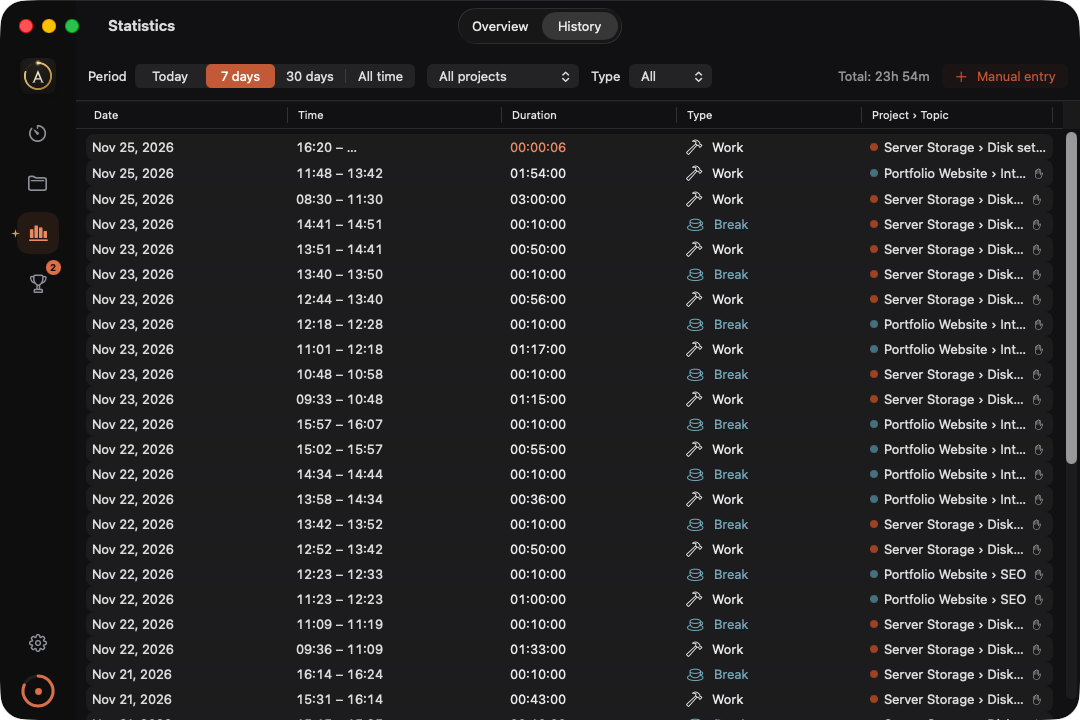 Statistics
Overview History
A
Period Today 7 days 30 days All time All projects Type All Total: 23h 54m + Manual entry
Date Time Duration Type Project › Topic
Nov 25, 2026 16:20 – ... 00:00:06 Work Server Storage › Disk set...
Nov 25, 2026 11:48 – 13:42 01:54:00 Work Portfolio Website › Int...
Nov 25, 2026 08:30 – 11:30 03:00:00 Work Server Storage › Disk...
Nov 23, 2026 14:41 – 14:51 00:10:00 Break Server Storage › Disk...
Nov 23, 2026 13:51 – 14:41 00:50:00 Work Server Storage › Disk...
2
Nov 23, 2026 13:40 – 13:50 00:10:00 Break Server Storage › Disk...
Nov 23, 2026 12:44 – 13:40 00:56:00 Work Server Storage › Disk...
Nov 23, 2026 12:18 – 12:28 00:10:00 Break Portfolio Website › Int...
Nov 23, 2026 11:01 – 12:18 01:17:00 Work Portfolio Website › Int...
Nov 23, 2026 10:48 – 10:58 00:10:00 Break Server Storage › Disk...
Nov 23, 2026 09:33 – 10:48 01:15:00 Work Server Storage › Disk...
Nov 22, 2026 15:57 – 16:07 00:10:00 Break Portfolio Website › Int...
Nov 22, 2026 15:02 – 15:57 00:55:00 Work Portfolio Website › Int...
Nov 22, 2026 14:34 – 14:44 00:10:00 Break Portfolio Website › Int...
Nov 22, 2026 13:58 – 14:34 00:36:00 Work Portfolio Website › Int...
Nov 22, 2026 13:42 – 13:52 00:10:00 Break Server Storage › Disk...
Nov 22, 2026 12:52 – 13:42 00:50:00 Work Server Storage › Disk...
Nov 22, 2026 12:23 – 12:33 00:10:00 Break Portfolio Website › SEO
Nov 22, 2026 11:23 – 12:23 01:00:00 Work Portfolio Website › SEO
Nov 22, 2026 11:09 – 11:19 00:10:00 Break Server Storage › Disk...
Nov 22, 2026 09:36 – 11:09 01:33:00 Work Server Storage › Disk...
Nov 21, 2026 16:14 – 16:24 00:10:00 Break Server Storage › Disk...
Nov 21, 2026 15:31 – 16:14 00:43:00 Work Server Storage › Disk...